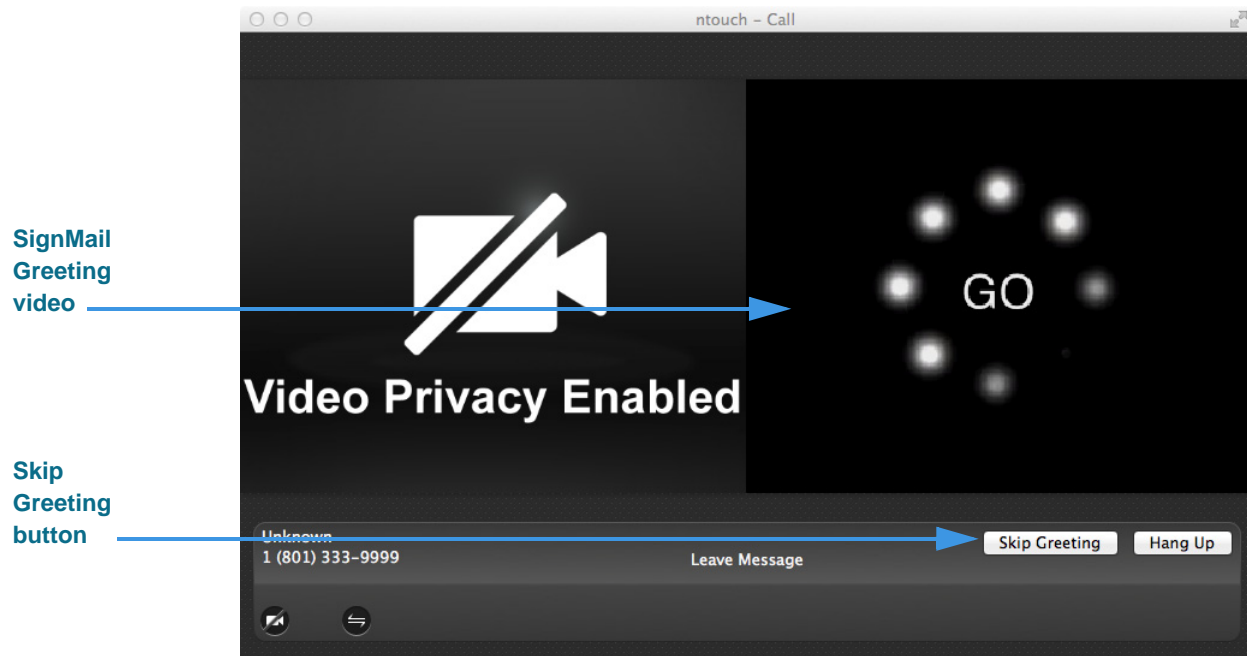 ntouch – Call
SignMail
Greeting
video
GO
Video Privacy Enabled
Skip
Greeting
button
Unknown
1 (801) 333-9999
Leave Message
Skip Greeting
Hang Up